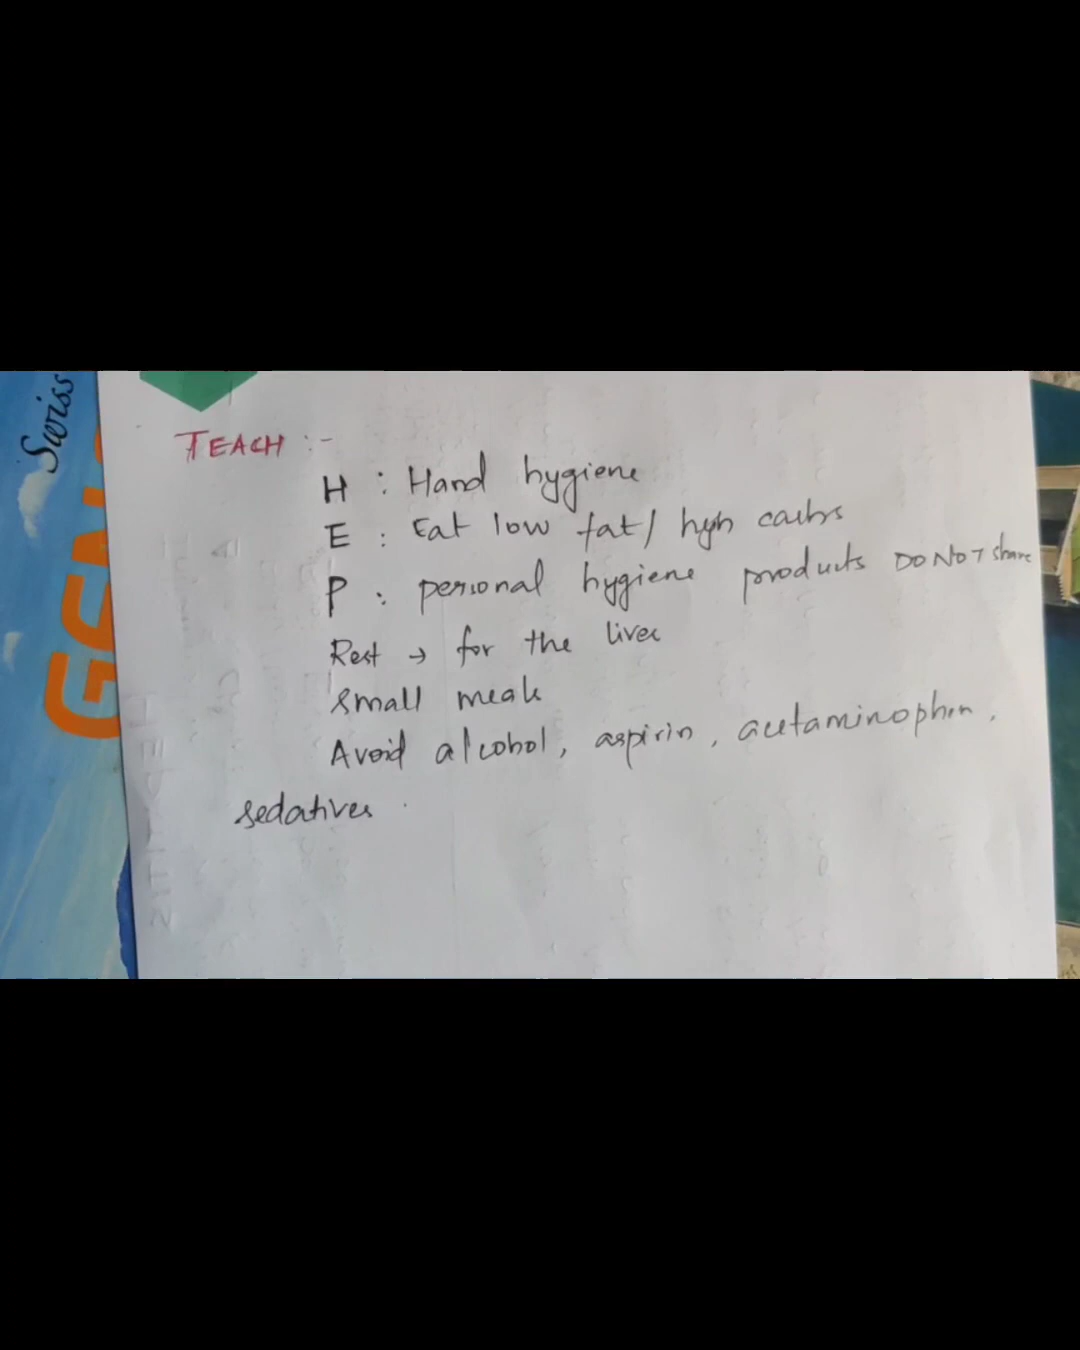 Swiss
TEACH :-
H : Hand hygiene
E : Eat low fat/ high carbs
P : personal hygiene products DO NOT share
Rest → for the liver
Small meals
Avoid alcohol, aspirin, acetaminophen,
sedatives.